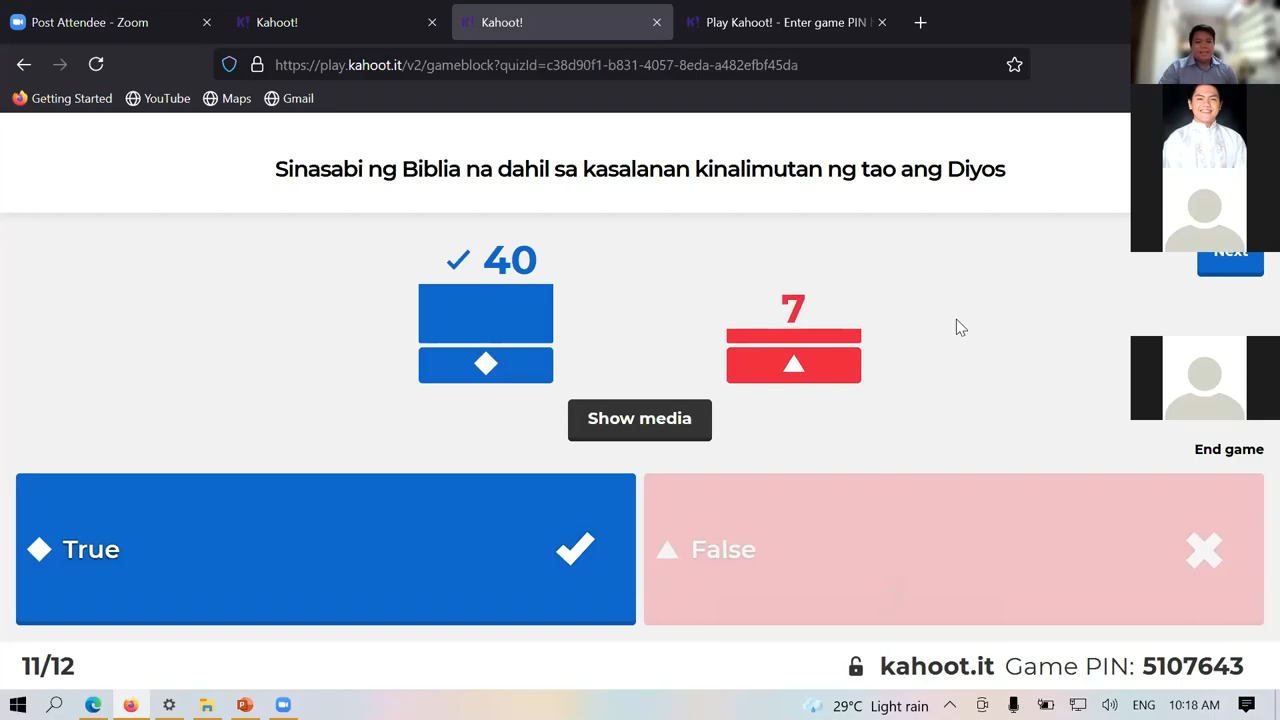 Post Attendee - Zoom
Kahoot!
Kahoot!
Play Kahoot! - Enter game PIN
https://play.kahoot.it/v2/gameblock?quizId=c38d90f1-b831-4057-8eda-a482efbf45da
Getting Started
YouTube
Maps
Gmail
Sinasabi ng Biblia na dahil sa kasalanan kinalimutan ng tao ang Diyos
40
7
Next
Show media
End game
True
False
11/12
kahoot.it Game PIN: 5107643
29°C Light rain
ENG
10:18 AM